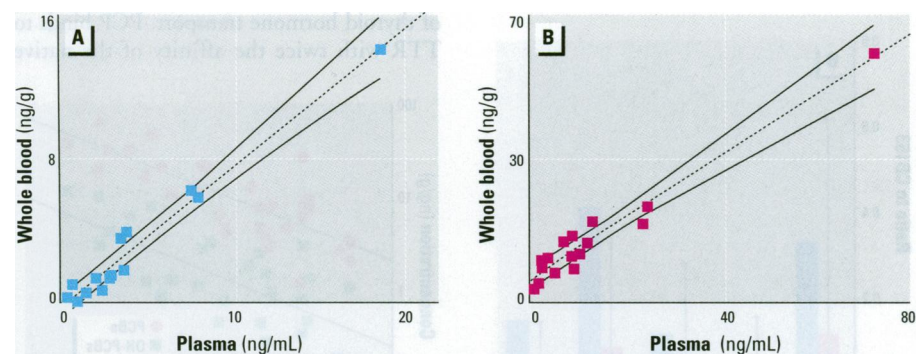 16
A
8
0
Whole blood (ng/g)
0 10 20
Plasma (ng/mL)
70
B
30
0
Whole blood (ng/g)
0 40 80
Plasma (ng/mL)